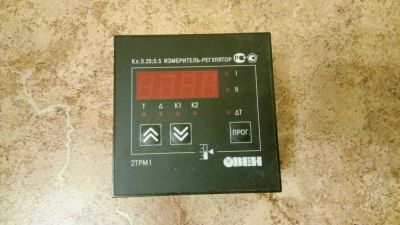 Кл.0.25;0.5 ИЗМЕРИТЕЛЬ-РЕГУЛЯТОР
I
II
T Δ K1 K2
ΔT
ПРОГ.
2ТРМ1
ОВЕН